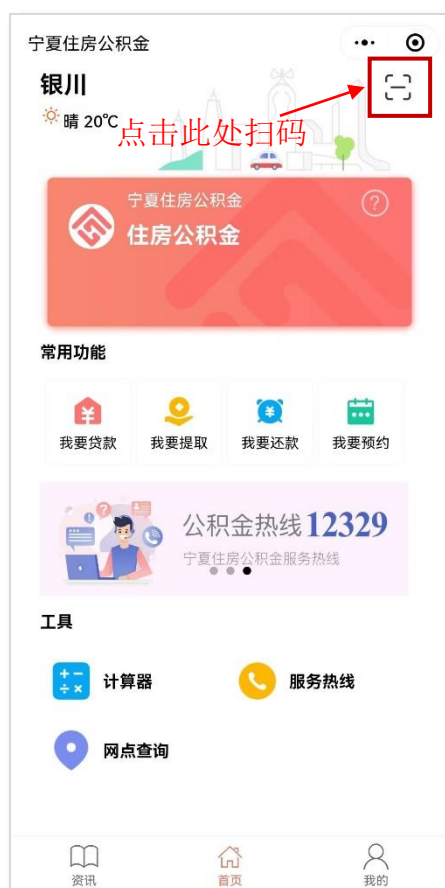 宁夏住房公积金
银川
晴 20℃
点击此处扫码
宁夏住房公积金
住房公积金
常用功能
我要贷款 我要提取 我要还款 我要预约
公积金热线 12329
宁夏住房公积金服务热线
工具
计算器 服务热线
网点查询
资讯 首页 我的